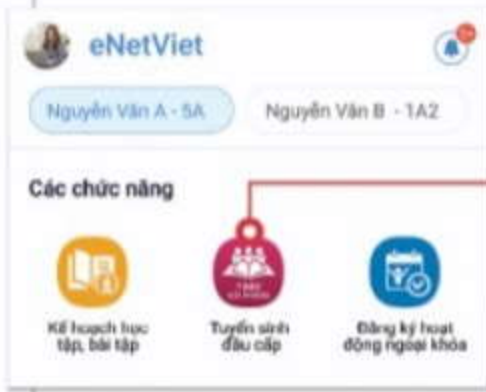 eNetViet
Nguyễn Văn A - 5A
Nguyễn Văn B - 1A2
Các chức năng
Kế hoạch học
tập, bài tập
Tuyển sinh
đầu cấp
Đăng ký hoạt
động ngoại khóa